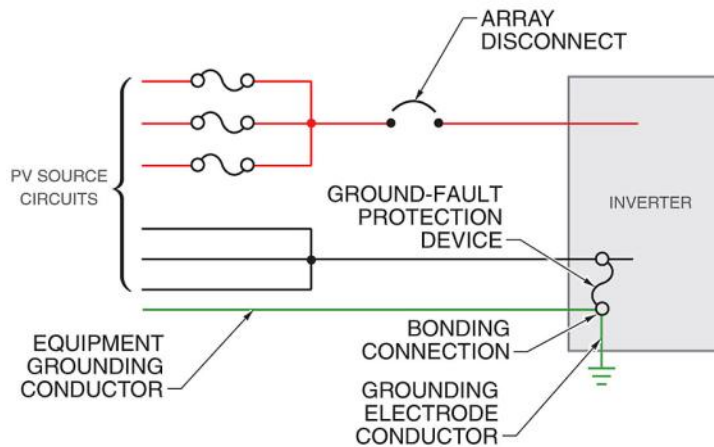 ARRAY
DISCONNECT
PV SOURCE
CIRCUITS
GROUND-FAULT
PROTECTION
DEVICE
INVERTER
EQUIPMENT
GROUNDING
CONDUCTOR
BONDING
CONNECTION
GROUNDING
ELECTRODE
CONDUCTOR